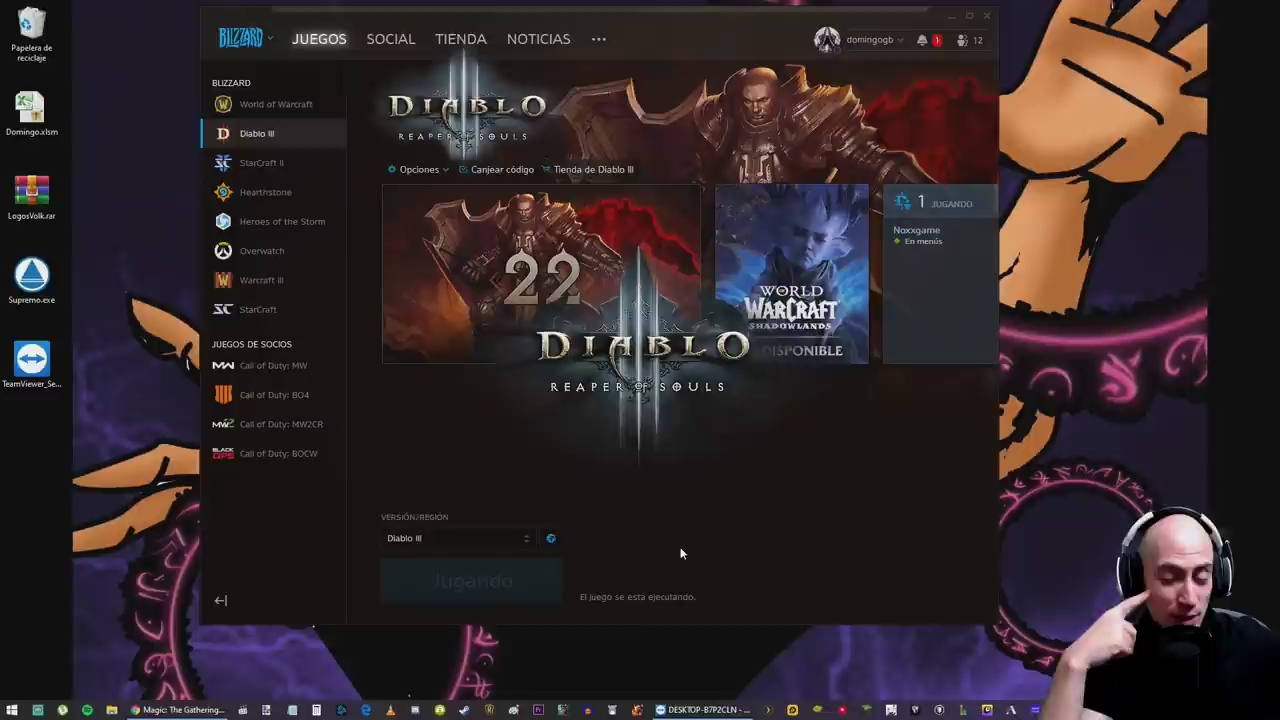 Papelera de
reciclaje
Domingo.xlsm
LogosVolk.rar
Supremo.exe
TeamViewer_Se...
BLIZZARD
JUEGOS
SOCIAL
TIENDA
NOTICIAS
domingogb
1
12
BLIZZARD
World of Warcraft
Diablo III
StarCraft II
Hearthstone
Heroes of the Storm
Overwatch
Warcraft III
StarCraft
JUEGOS DE SOCIOS
Call of Duty: MW
Call of Duty: BO4
Call of Duty: MW2CR
Call of Duty: BOCW
DIABLO
REAPER OF SOULS
Opciones
Canjear código
Tienda de Diablo III
22
WORLD
WARCRAFT
SHADOWLANDS
DISPONIBLE
1 JUGANDO
Noxxgame
En menús
DIABLO
REAPER OF SOULS
VERSIÓN/REGIÓN
Diablo III
Jugando
El juego se está ejecutando.
Magic: The Gathering...
DESKTOP-B7P2CLN - ...